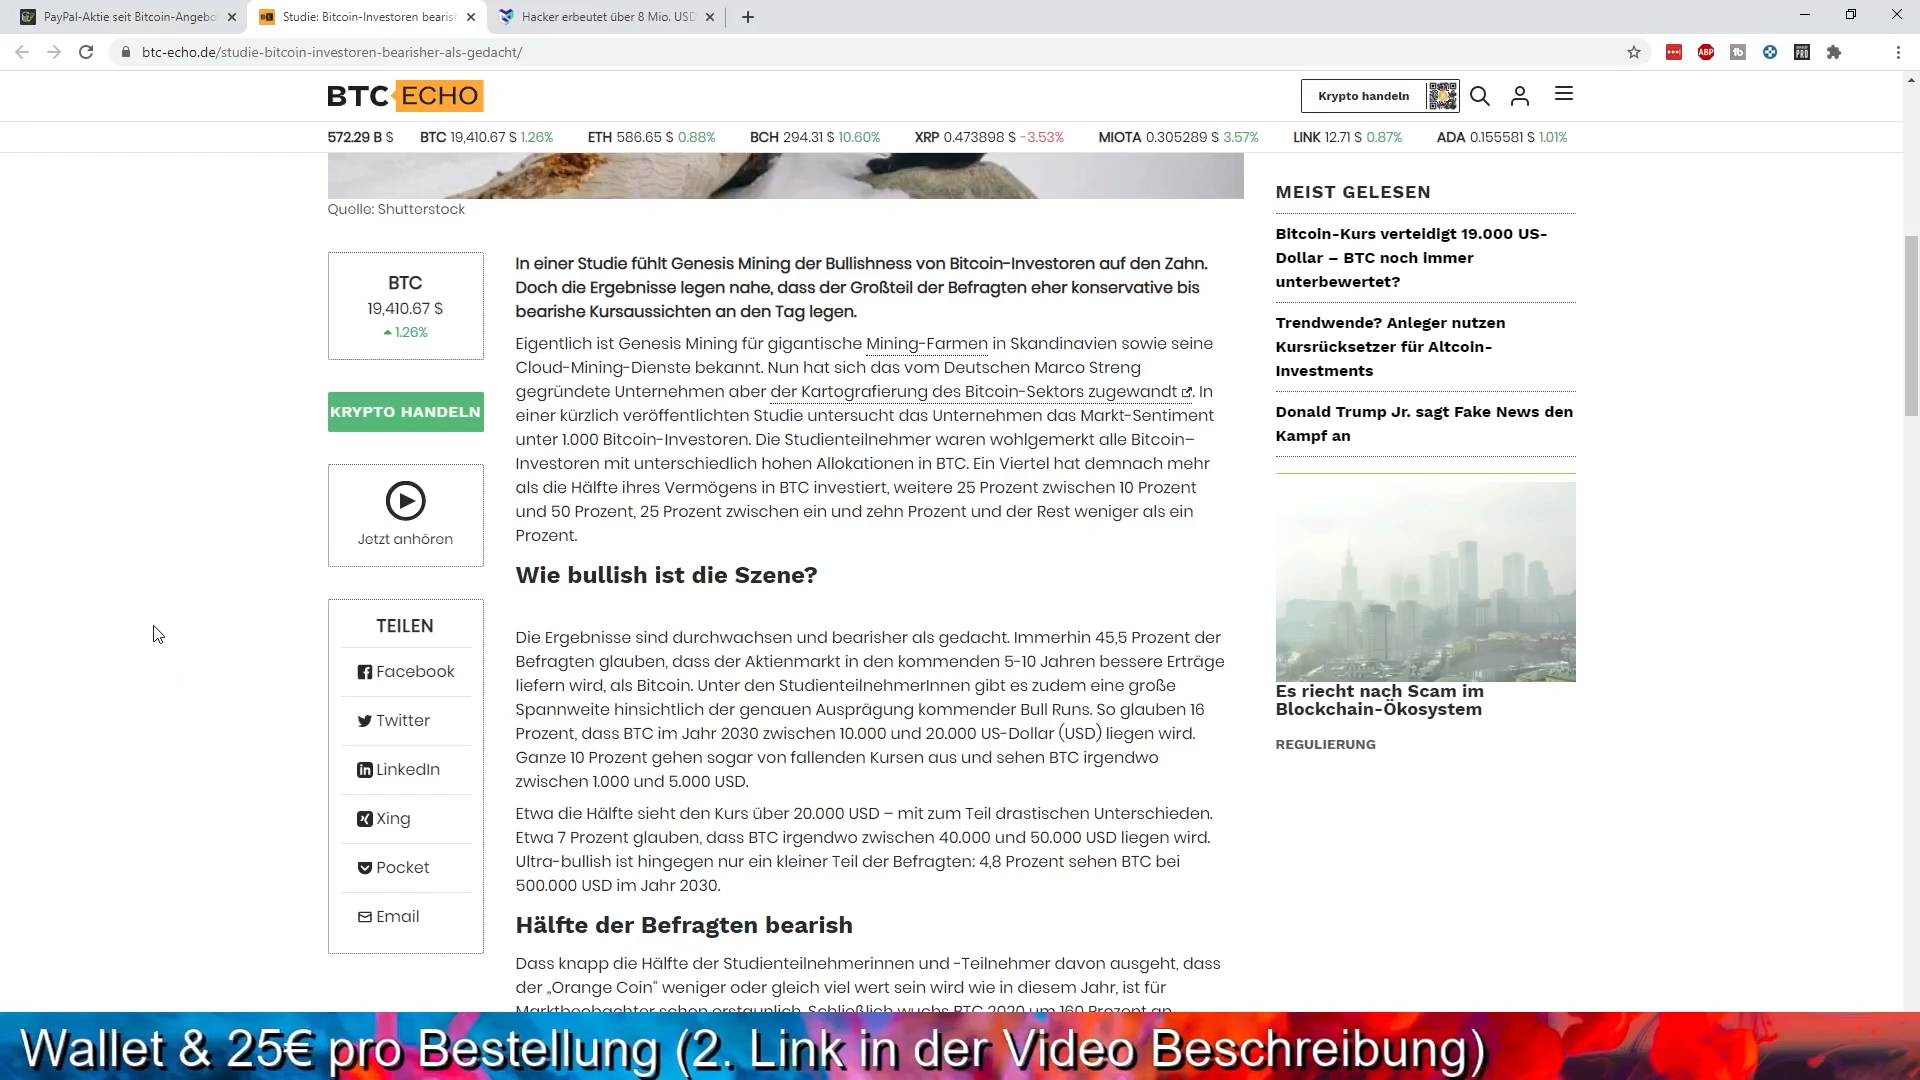 PayPal-Aktie seit Bitcoin-Angebo
Studie: Bitcoin-Investoren bearish
Hacker erbeutet über 8 Mio. USD
btc-echo.de/studie-bitcoin-investoren-bearisher-als-gedacht/
ABP
PRO
BTC ECHO
Krypto handeln
572.29 B $ BTC 19,410.67 $ 1.26% ETH 586.65 $ 0.88% BCH 294.31 $ 10.60% XRP 0.473898 $ -3.53% MIOTA 0.305289 $ 3.57% LINK 12.71 $ 0.87% ADA 0.155581 $ 1.01%
Quelle: Shutterstock
BTC
19,410.67 $
1.26%
KRYPTO HANDELN
Jetzt anhören
TEILEN
Facebook
Twitter
LinkedIn
Xing
Pocket
Email
In einer Studie fühlt Genesis Mining der Bullishness von Bitcoin-Investoren auf den Zahn.
Doch die Ergebnisse legen nahe, dass der Großteil der Befragten eher konservative bis
bearishe Kursaussichten an den Tag legen.
Eigentlich ist Genesis Mining für gigantische Mining-Farmen in Skandinavien sowie seine
Cloud-Mining-Dienste bekannt. Nun hat sich das vom Deutschen Marco Streng
gegründete Unternehmen aber der Kartografierung des Bitcoin-Sektors zugewandt. In
einer kürzlich veröffentlichten Studie untersucht das Unternehmen das Markt-Sentiment
unter 1.000 Bitcoin-Investoren. Die Studienteilnehmer waren wohlgemerkt alle Bitcoin–
Investoren mit unterschiedlich hohen Allokationen in BTC. Ein Viertel hat demnach mehr
als die Hälfte ihres Vermögens in BTC investiert, weitere 25 Prozent zwischen 10 Prozent
und 50 Prozent, 25 Prozent zwischen ein und zehn Prozent und der Rest weniger als ein
Prozent.
Wie bullish ist die Szene?
Die Ergebnisse sind durchwachsen und bearisher als gedacht. Immerhin 45,5 Prozent der
Befragten glauben, dass der Aktienmarkt in den kommenden 5-10 Jahren bessere Erträge
liefern wird, als Bitcoin. Unter den StudienteilnehmerInnen gibt es zudem eine große
Spannweite hinsichtlich der genauen Ausprägung kommender Bull Runs. So glauben 16
Prozent, dass BTC im Jahr 2030 zwischen 10.000 und 20.000 US-Dollar (USD) liegen wird.
Ganze 10 Prozent gehen sogar von fallenden Kursen aus und sehen BTC irgendwo
zwischen 1.000 und 5.000 USD.
Etwa die Hälfte sieht den Kurs über 20.000 USD – mit zum Teil drastischen Unterschieden.
Etwa 7 Prozent glauben, dass BTC irgendwo zwischen 40.000 und 50.000 USD liegen wird.
Ultra-bullish ist hingegen nur ein kleiner Teil der Befragten: 4,8 Prozent sehen BTC bei
500.000 USD im Jahr 2030.
Hälfte der Befragten bearish
Dass knapp die Hälfte der Studienteilnehmerinnen und -Teilnehmer davon ausgeht, dass
der „Orange Coin“ weniger oder gleich viel wert sein wird wie in diesem Jahr, ist für
Marktbeobachter schon erstaunlich. Schließlich wuchs BTC 2020 um 160 Prozent an
MEIST GELESEN
Bitcoin-Kurs verteidigt 19.000 US-
Dollar – BTC noch immer
unterbewertet?
Trendwende? Anleger nutzen
Kursrücksetzer für Altcoin-
Investments
Donald Trump Jr. sagt Fake News den
Kampf an
Es riecht nach Scam im
Blockchain-Ökosystem
REGULIERUNG
Wallet & 25€ pro Bestellung (2. Link in der Video Beschreibung)